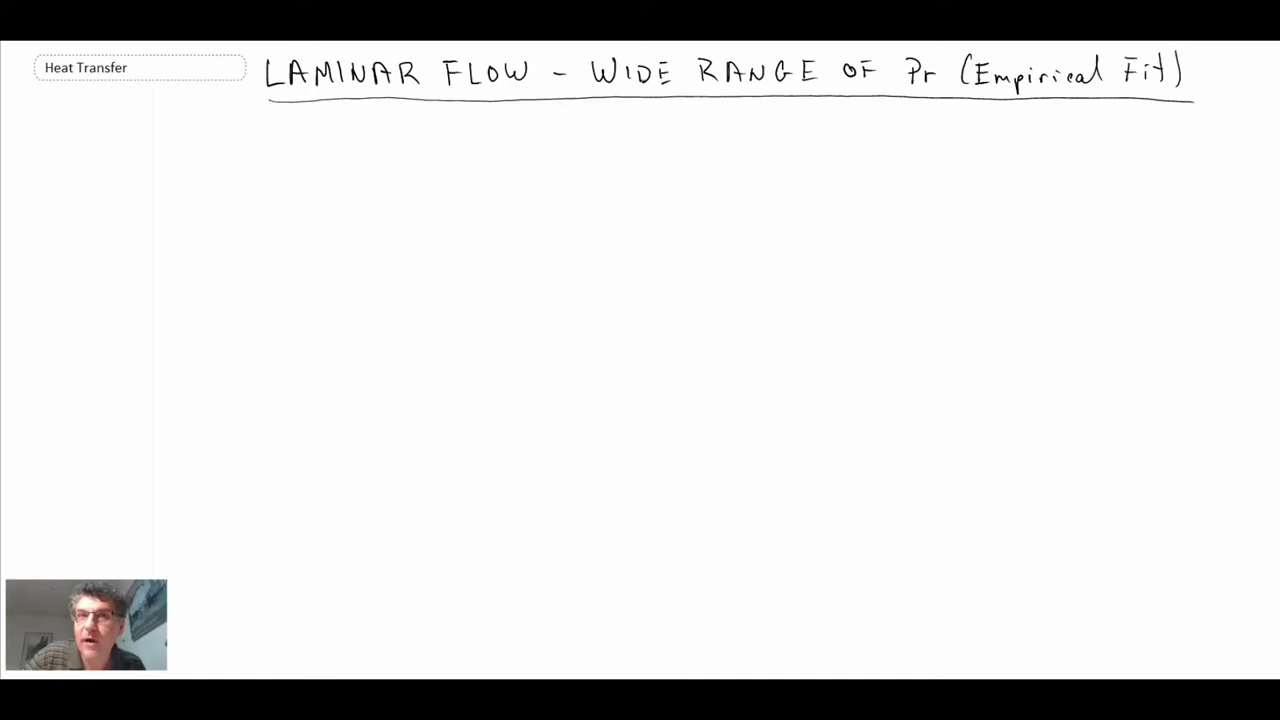 Heat Transfer
LAMINAR FLOW - WIDE RANGE OF Pr (Empirical Fit)